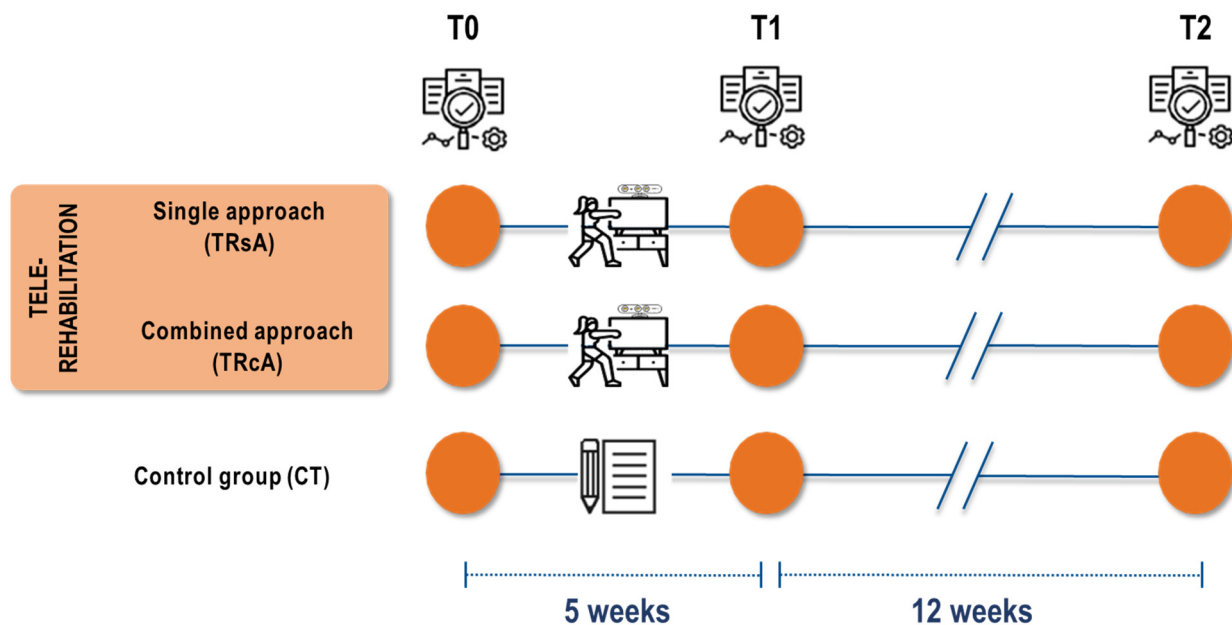 T0
T1
T2
TELE-
REHABILITATION
Single approach
(TRsA)
Combined approach
(TRcA)
Control group (CT)
5 weeks
12 weeks